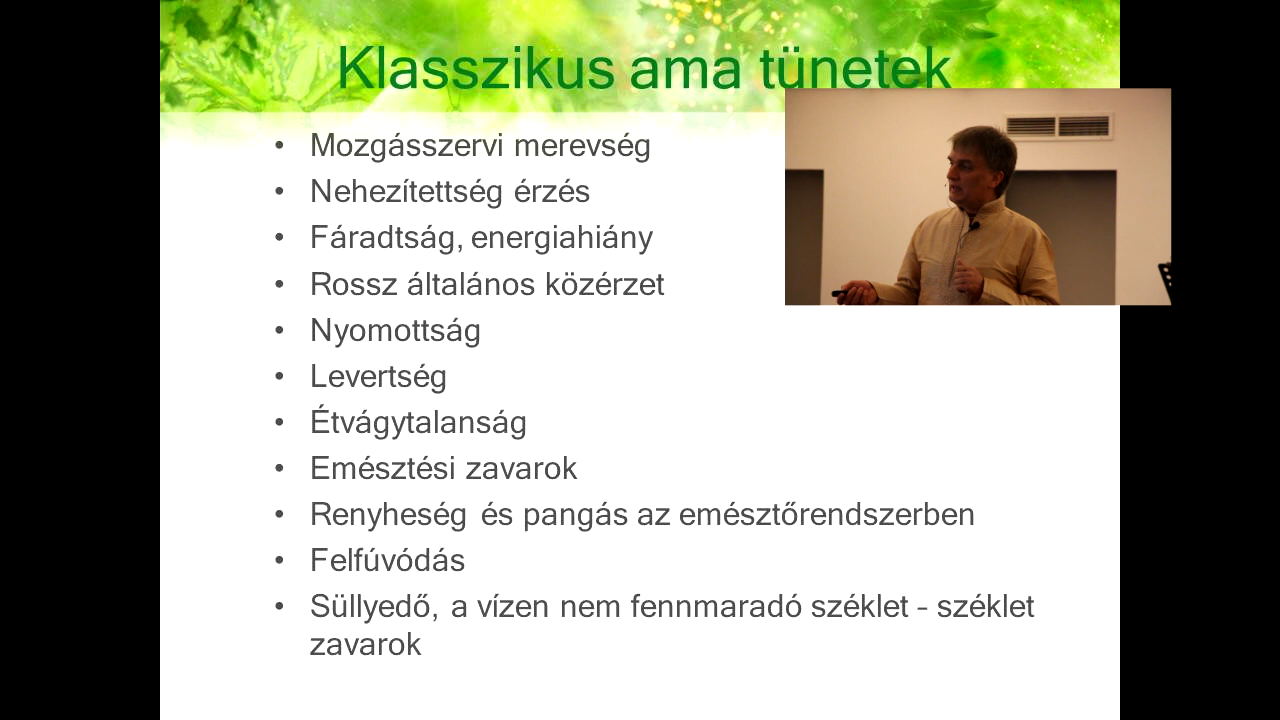 Klasszikus ama tünetek
• Mozgásszervi merevség
• Nehezítettség érzés
• Fáradtság, energiahiány
• Rossz általános közérzet
• Nyomottság
• Levertség
• Étvágytalanság
• Emésztési zavarok
• Renyheség és pangás az emésztőrendszerben
• Felfúvódás
• Süllyedő, a vízen nem fennmaradó széklet – széklet
zavarok